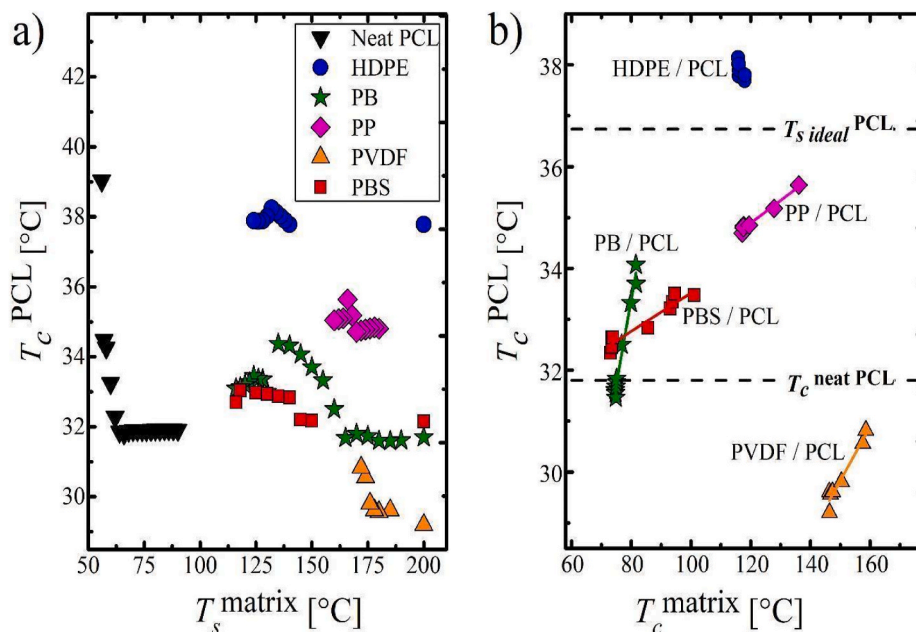 a)
42
40
38
36
34
32
30
T_c PCL [°C]
50 75 100 125 150 175 200
T_s^matrix [°C]
Neat PCL
HDPE
PB
PP
PVDF
PBS
b)
38
36
34
32
30
T_c PCL [°C]
60 80 100 120 140 160
T_c^matrix [°C]
HDPE / PCL
T_s ideal^PCL.
PP / PCL
PB / PCL
PBS / PCL
T_c^neat PCL
PVDF / PCL